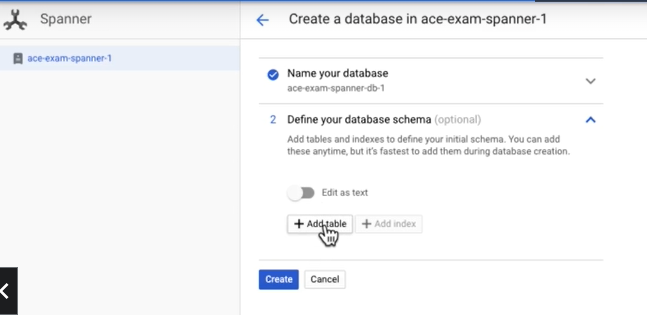 Spanner
Create a database in ace-exam-spanner-1
ace-exam-spanner-1
Name your database
ace-exam-spanner-db-1
2 Define your database schema (optional)
Add tables and indexes to define your initial schema. You can add
these anytime, but it's fastest to add them during database creation.
Edit as text
+ Add table + Add index
Create Cancel